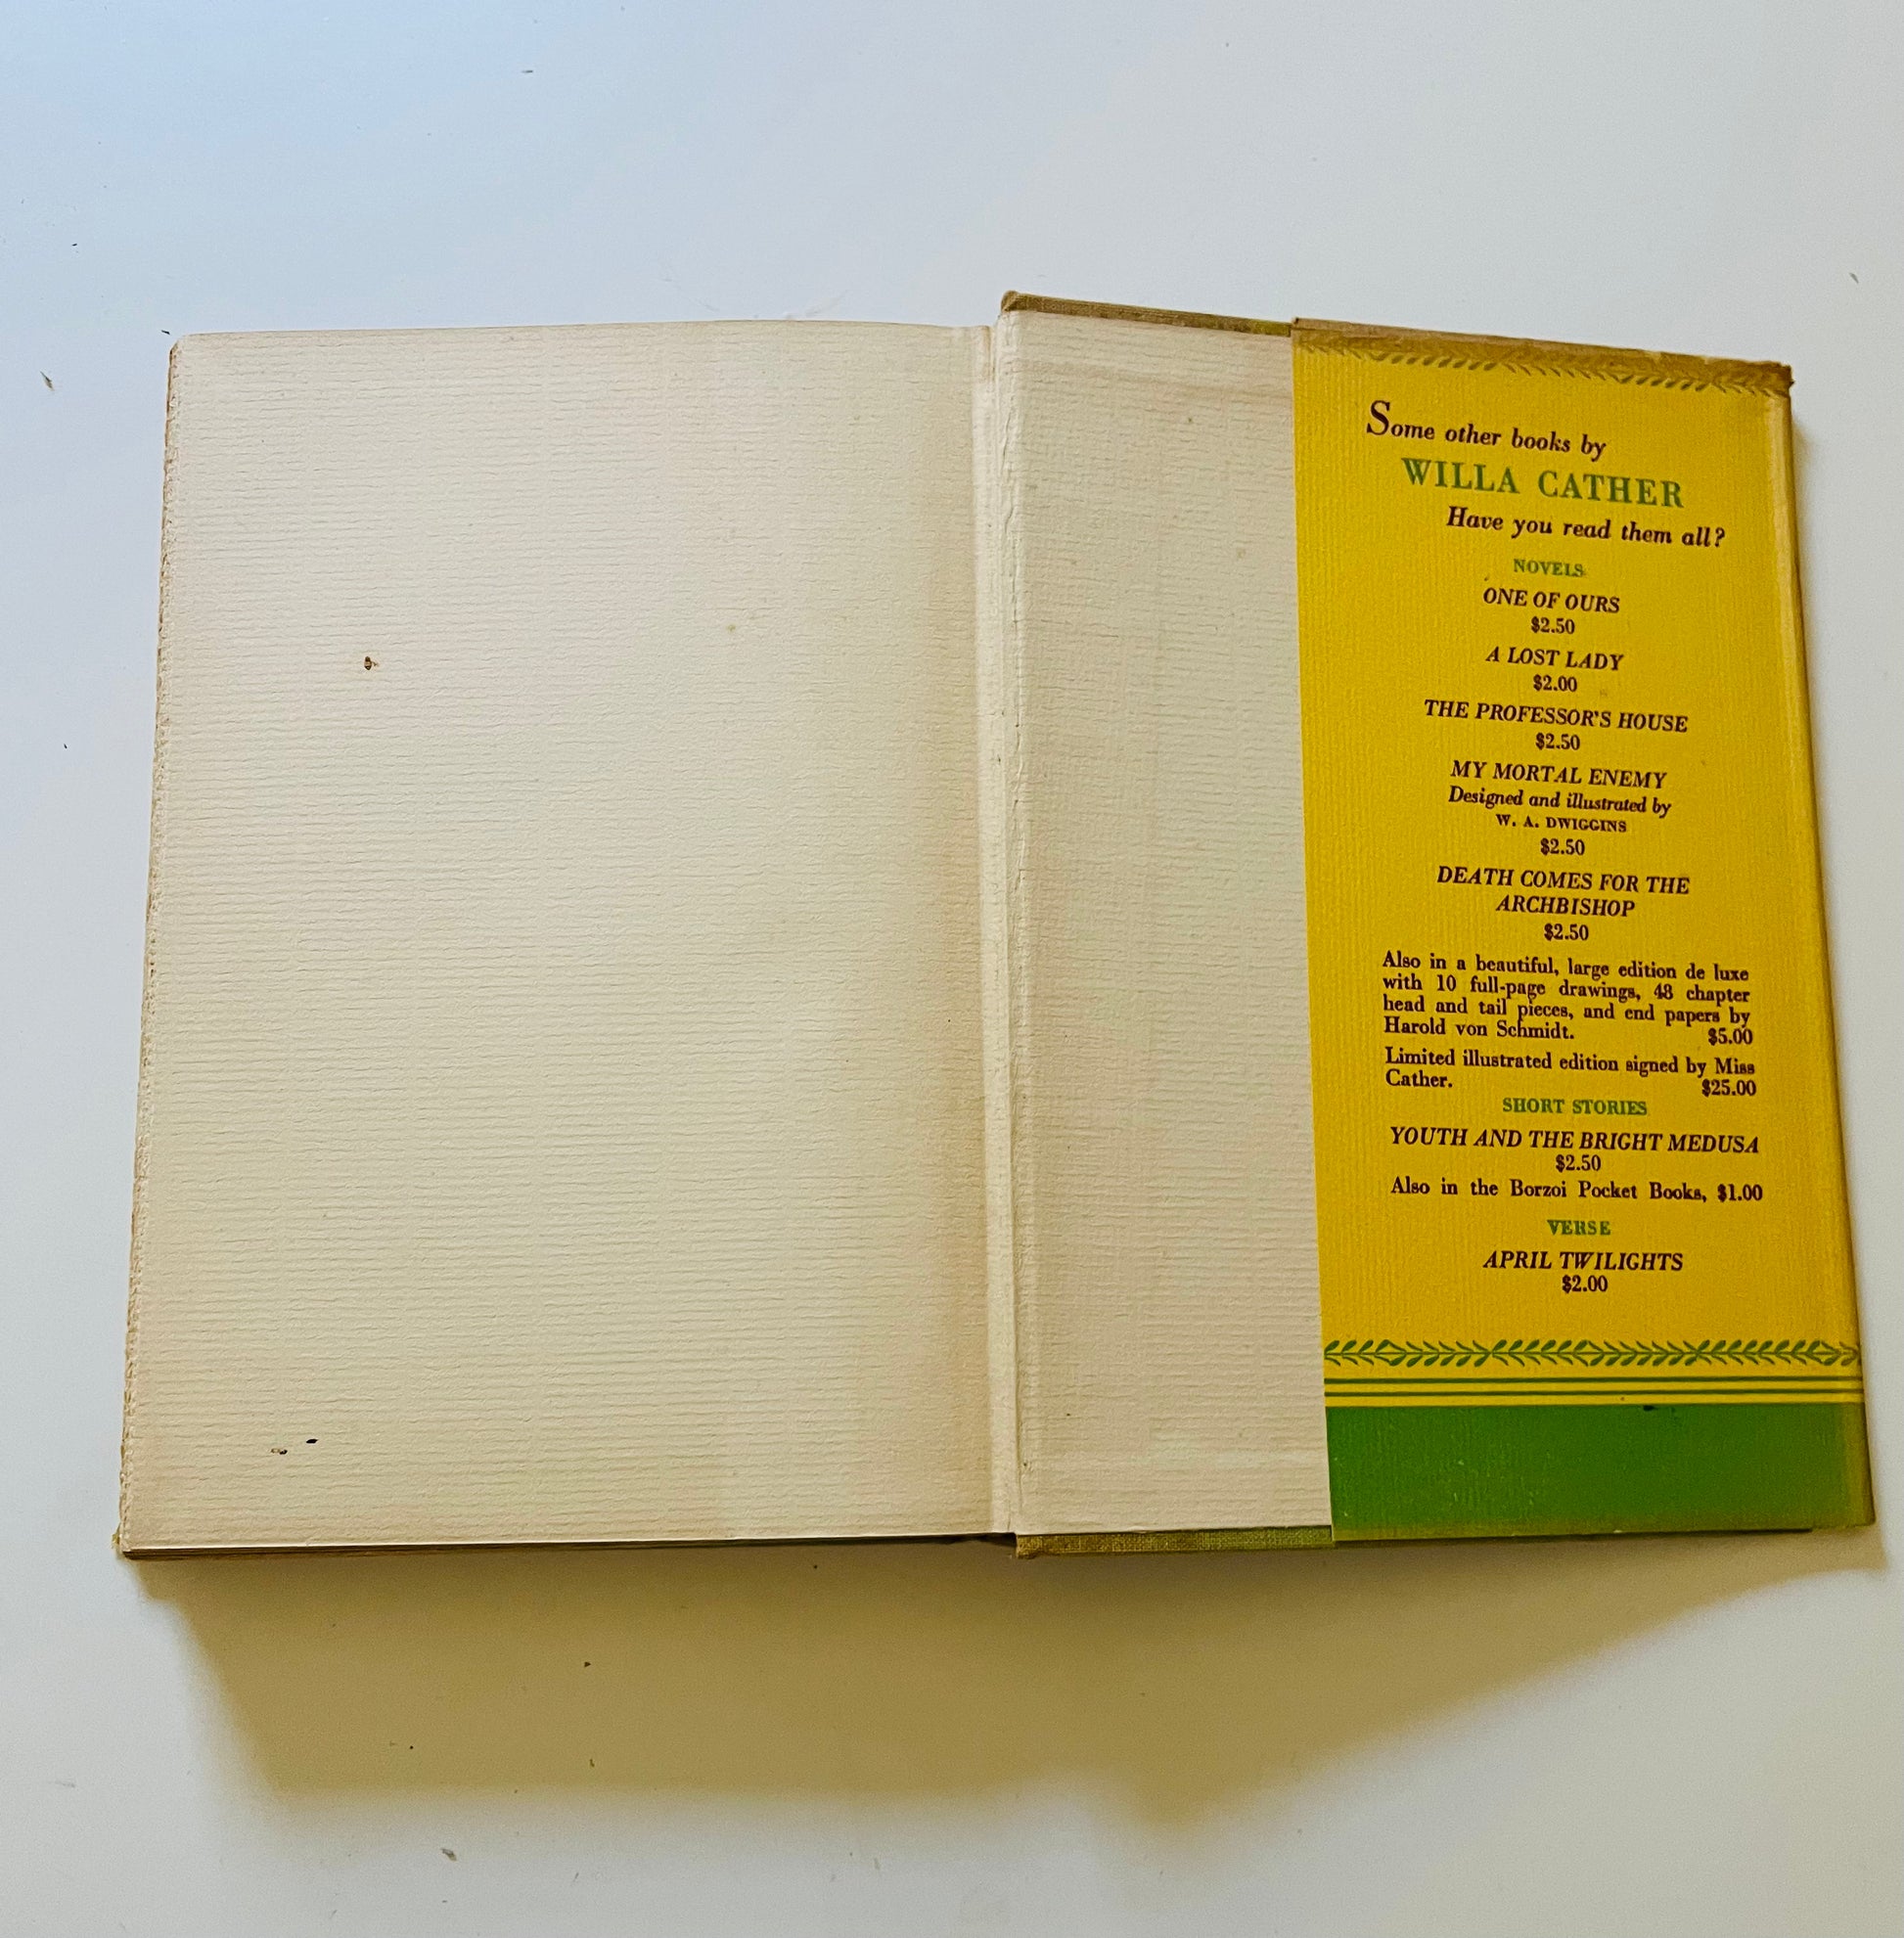 Some other books by
WILLA CATHER
Have you read them all?
NOVELS
ONE OF OURS
$2.50
A LOST LADY
$2.00
THE PROFESSOR'S HOUSE
$2.50
MY MORTAL ENEMY
Designed and illustrated by
W. A. DWIGGINS
$2.50
DEATH COMES FOR THE
ARCHBISHOP
$2.50
Also in a beautiful, large edition de luxe
with 10 full-page drawings, 48 chapter
head and tail pieces, and end papers by
Harold von Schmidt. $5.00
Limited illustrated edition signed by Miss
Cather. $25.00
SHORT STORIES
YOUTH AND THE BRIGHT MEDUSA
$2.50
Also in the Borzoi Pocket Books, $1.00
VERSE
APRIL TWILIGHTS
$2.00